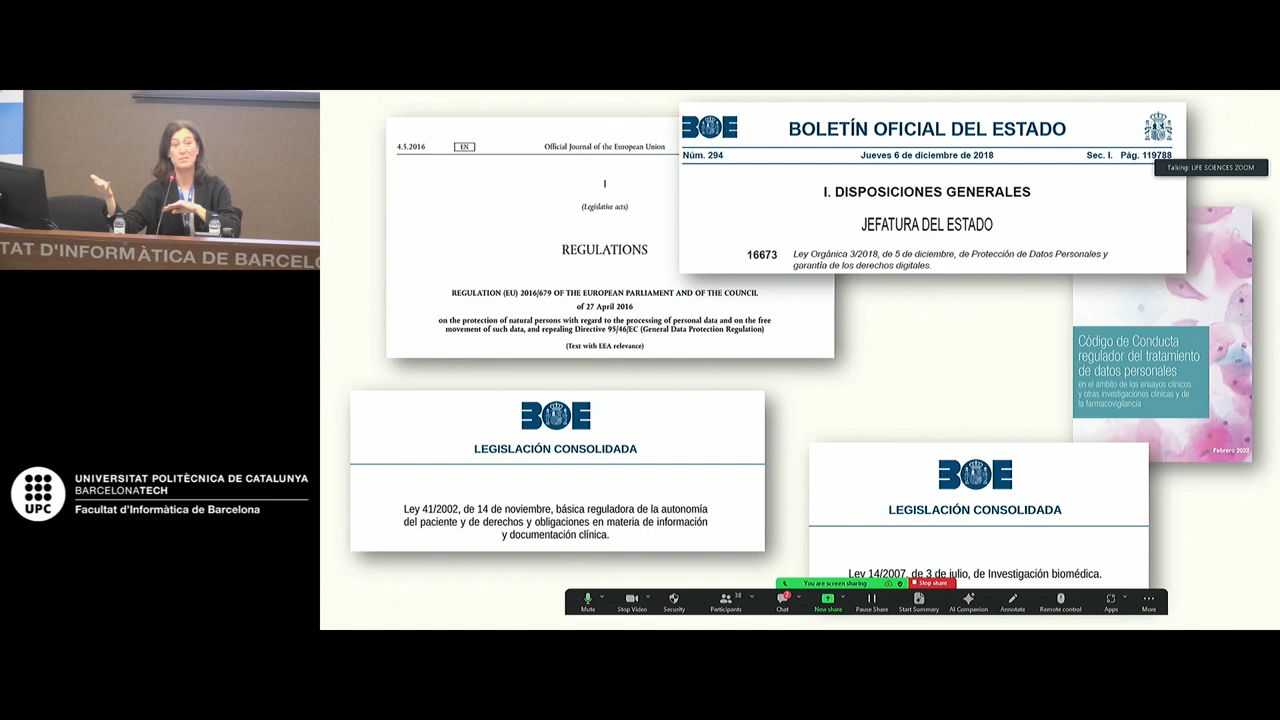 TAT D'INFORMÀTICA DE BARCELO
UPC
UNIVERSITAT POLITÈCNICA DE CATALUNYA
BARCELONATECH
Facultat d'Informàtica de Barcelona
4.5.2016
EN
Official Journal of the European Union
I
(Legislative acts)
REGULATIONS
REGULATION (EU) 2016/679 OF THE EUROPEAN PARLIAMENT AND OF THE COUNCIL
of 27 April 2016
on the protection of natural persons with regard to the processing of personal data and on the free
movement of such data, and repealing Directive 95/46/EC (General Data Protection Regulation)
(Text with EEA relevance)
BOE
BOLETÍN OFICIAL DEL ESTADO
Núm. 294
Jueves 6 de diciembre de 2018
Sec. I. Pág. 119788
Talking: LIFE SCIENCES ZOOM
I. DISPOSICIONES GENERALES
JEFATURA DEL ESTADO
16673
Ley Orgánica 3/2018, de 5 de diciembre, de Protección de Datos Personales y
garantía de los derechos digitales.
Código de Conducta
regulador del tratamiento
de datos personales
en el ámbito de los ensayos clínicos
y otras investigaciones clínicas y de
la farmacovigilancia
Febrero 2022
BOE
LEGISLACIÓN CONSOLIDADA
Ley 41/2002, de 14 de noviembre, básica reguladora de la autonomía
del paciente y de derechos y obligaciones en materia de información
y documentación clínica.
BOE
LEGISLACIÓN CONSOLIDADA
Ley 14/2007, de 3 de julio, de Investigación biomédica.
You are screen sharing
Stop share
Mute
Stop Video
Security
Participants
38
Chat
2
New share
Pause Share
Start Summary
AI Companion
Annotate
Remote control
Apps
More